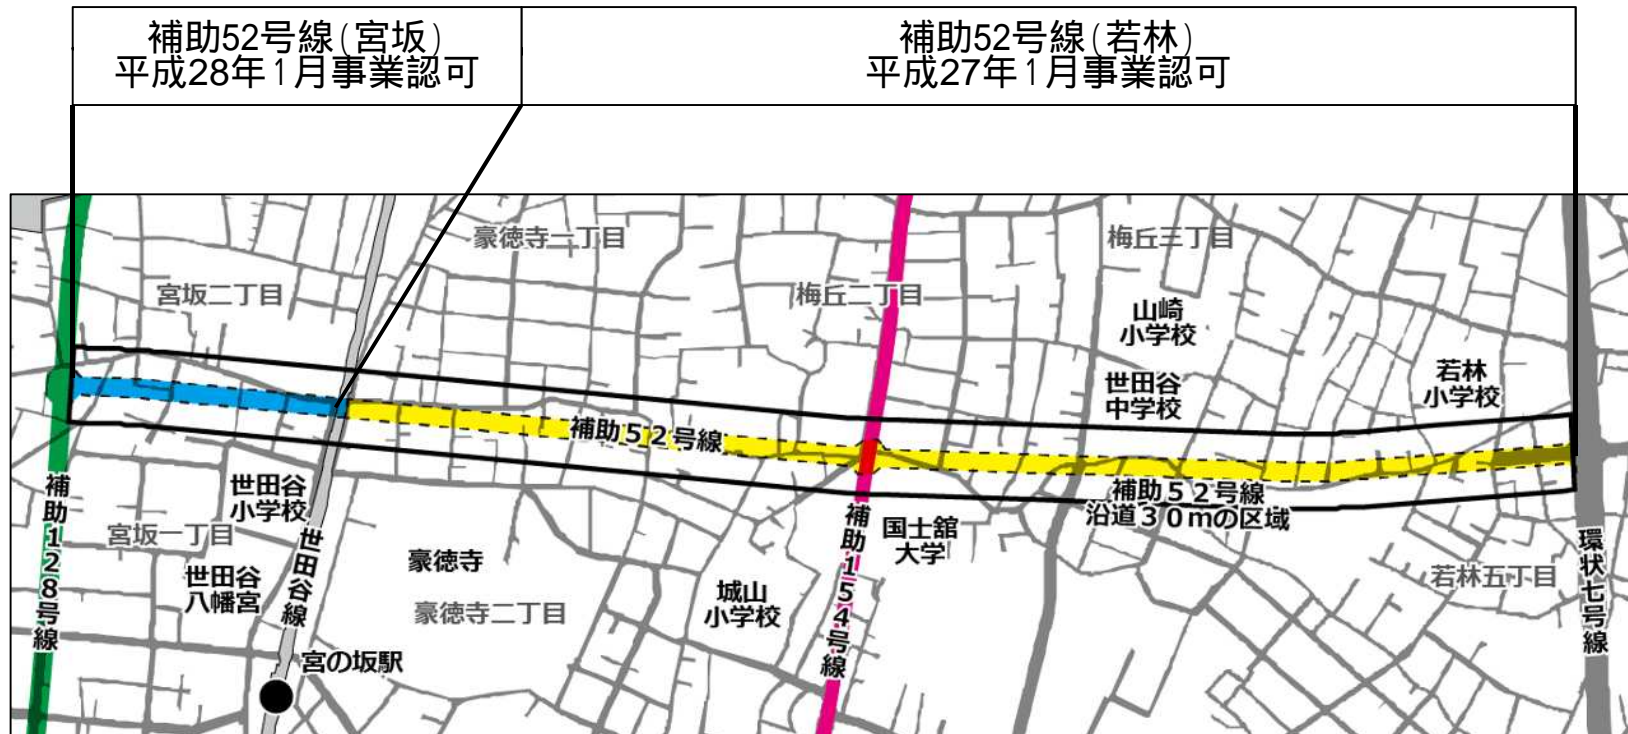 補助52号線(宮坂)
平成28年1月事業認可
補助52号線(若林)
平成27年1月事業認可
豪徳寺一丁目
梅丘三丁目
宮坂二丁目
梅丘二丁目
山崎
小学校
世田谷
中学校
若林
小学校
補助52号線
補助52号線
沿道30mの区域
世田谷
小学校
補助128号線
宮坂一丁目
世田谷
八幡宮
世田谷線
豪徳寺
豪徳寺二丁目
宮の坂駅
城山
小学校
補助154号線
国士舘
大学
若林五丁目
環状七号線